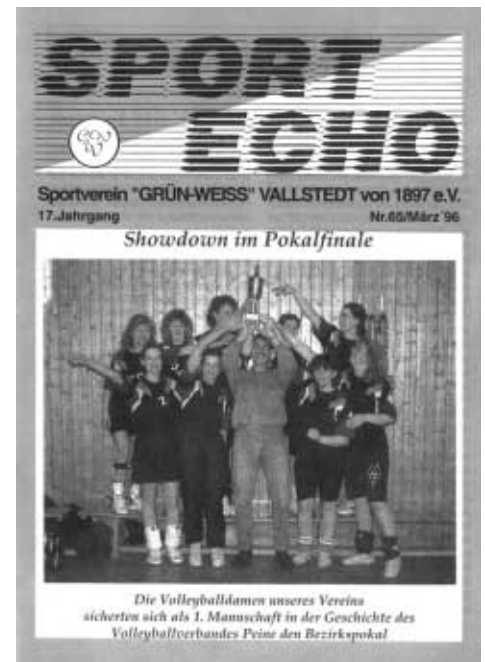 SPORT
ECHO
Sportverein "GRÜN-WEISS" VALLSTEDT von 1897 e.V.
17.Jahrgang Nr.65/März´96
Showdown im Pokalfinale
Die Volleyballdamen unseres Vereins
sicherten sich als 1. Mannschaft in der Geschichte des
Volleyballverbandes Peine den Bezirkspokal